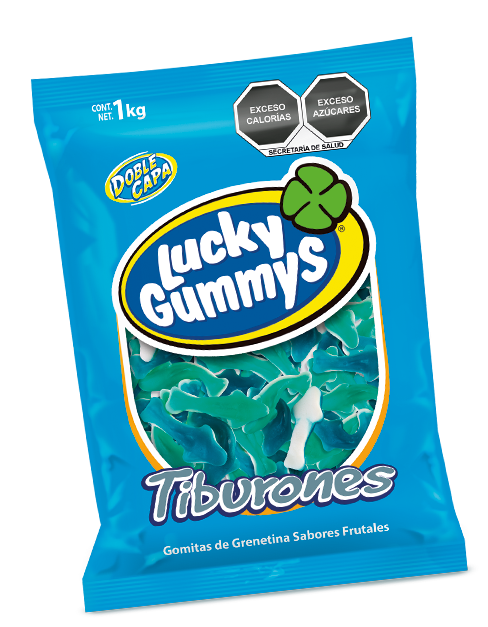 CONT.
NET. 1kg
EXCESO
CALORÍAS
EXCESO
AZÚCARES
SECRETARÍA DE SALUD
DOBLE
CAPA
Lucky
Gummys
®
Tiburones
Gomitas de Grenetina Sabores Frutales